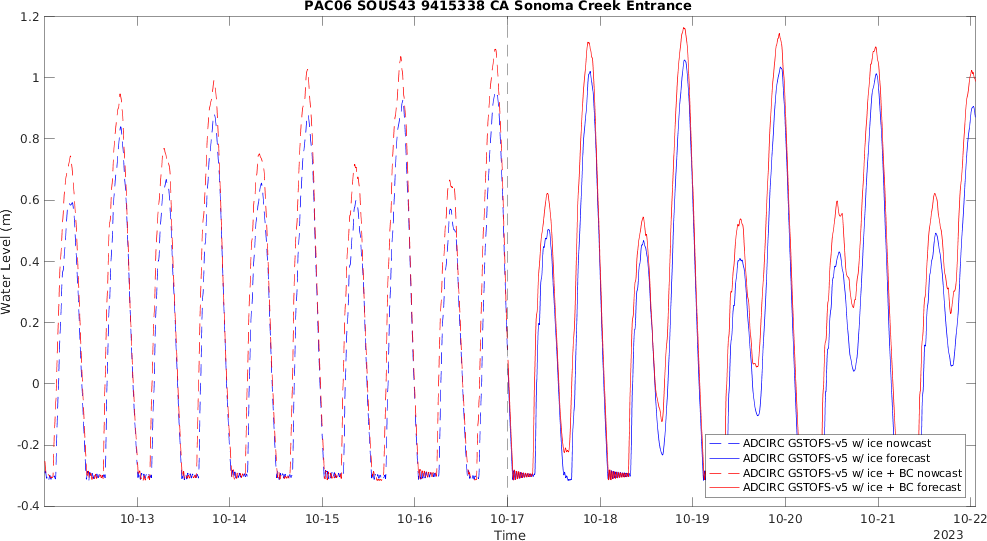 PAC06 SOUS43 9415338 CA Sonoma Creek Entrance
1.2
1
0.8
0.6
0.4
0.2
0
-0.2
-0.4
Water Level (m)
10-13
10-14
10-15
10-16
10-17
10-18
10-19
10-20
10-21
10-22
Time
2023
ADCIRC GSTOFS-v5 w/ ice nowcast
ADCIRC GSTOFS-v5 w/ ice forecast
ADCIRC GSTOFS-v5 w/ ice + BC nowcast
ADCIRC GSTOFS-v5 w/ ice + BC forecast